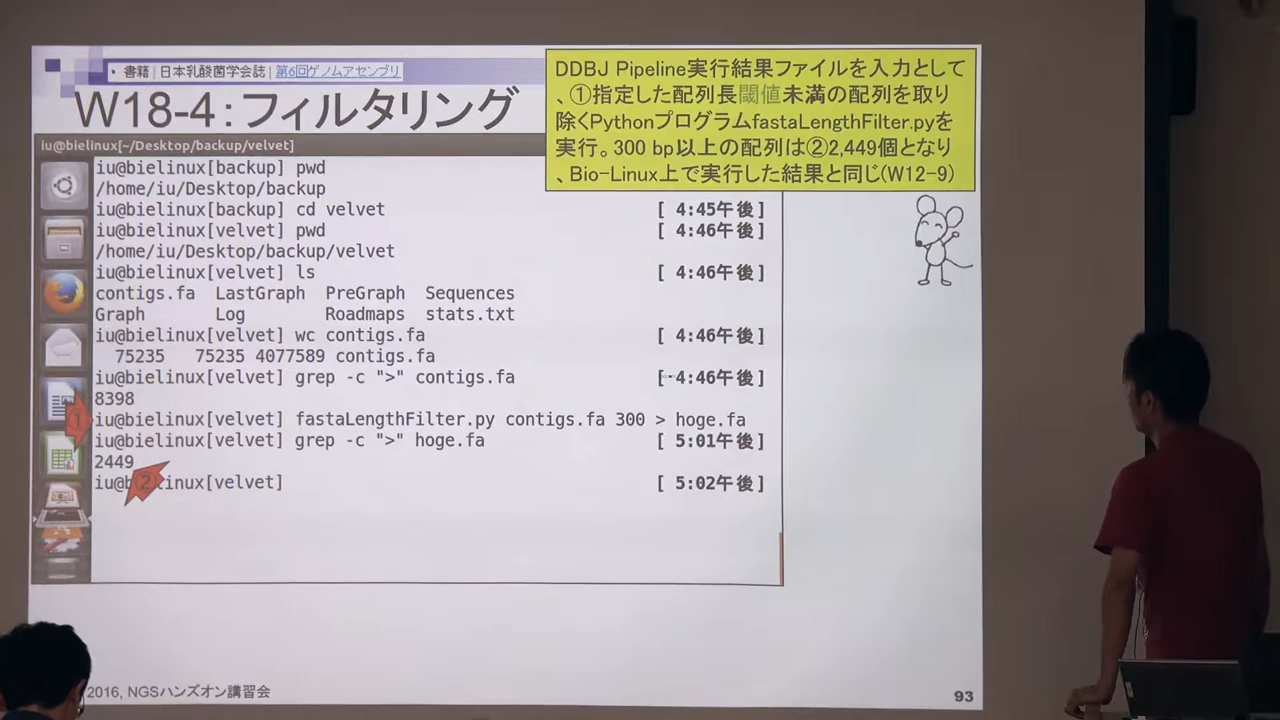 ・ 書籍 | 日本乳酸菌学会誌 | 第6回ゲノムアセンブリ
W18-4：フィルタリング
DDBJ Pipeline実行結果ファイルを入力として
、①指定した配列長閾値未満の配列を取り
除くPythonプログラムfastaLengthFilter.pyを
実行。300 bp以上の配列は②2,449個となり
、Bio-Linux上で実行した結果と同じ(W12-9)
iu@bielinux[~/Desktop/backup/velvet]
iu@bielinux[backup] pwd
/home/iu/Desktop/backup
iu@bielinux[backup] cd velvet [ 4:45午後]
iu@bielinux[velvet] pwd [ 4:46午後]
/home/iu/Desktop/backup/velvet
iu@bielinux[velvet] ls [ 4:46午後]
contigs.fa LastGraph PreGraph Sequences
Graph Log Roadmaps stats.txt
iu@bielinux[velvet] wc contigs.fa [ 4:46午後]
75235 75235 4077589 contigs.fa
iu@bielinux[velvet] grep -c ">" contigs.fa [ 4:46午後]
8398
① iu@bielinux[velvet] fastaLengthFilter.py contigs.fa 300 > hoge.fa
iu@bielinux[velvet] grep -c ">" hoge.fa [ 5:01午後]
2449
② iu@bielinux[velvet] [ 5:02午後]
2016, NGSハンズオン講習会
93